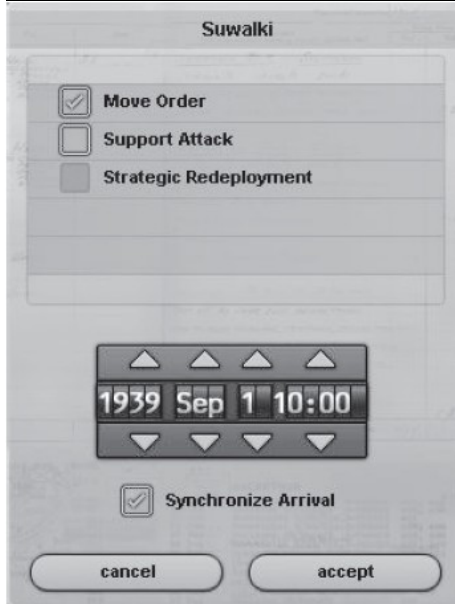 Suwalki
Move Order
Support Attack
Strategic Redeployment
1939 Sep 1 10:00
Synchronize Arrival
cancel accept